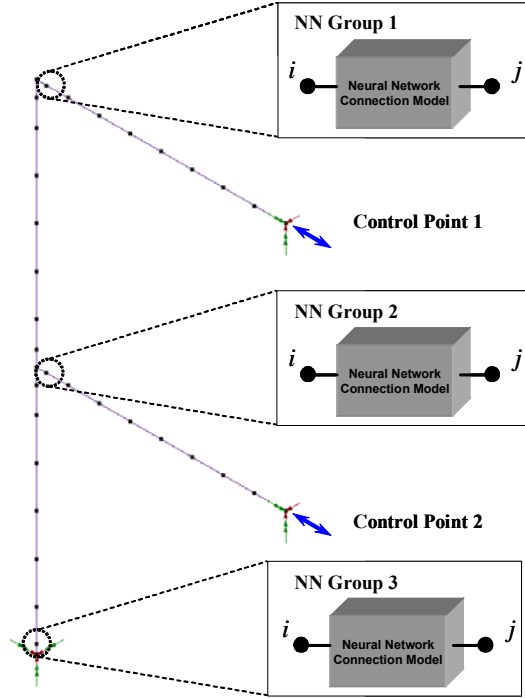 NN Group 1
i
j
Neural Network
Connection Model
Control Point 1
NN Group 2
i
j
Neural Network
Connection Model
Control Point 2
NN Group 3
i
j
Neural Network
Connection Model